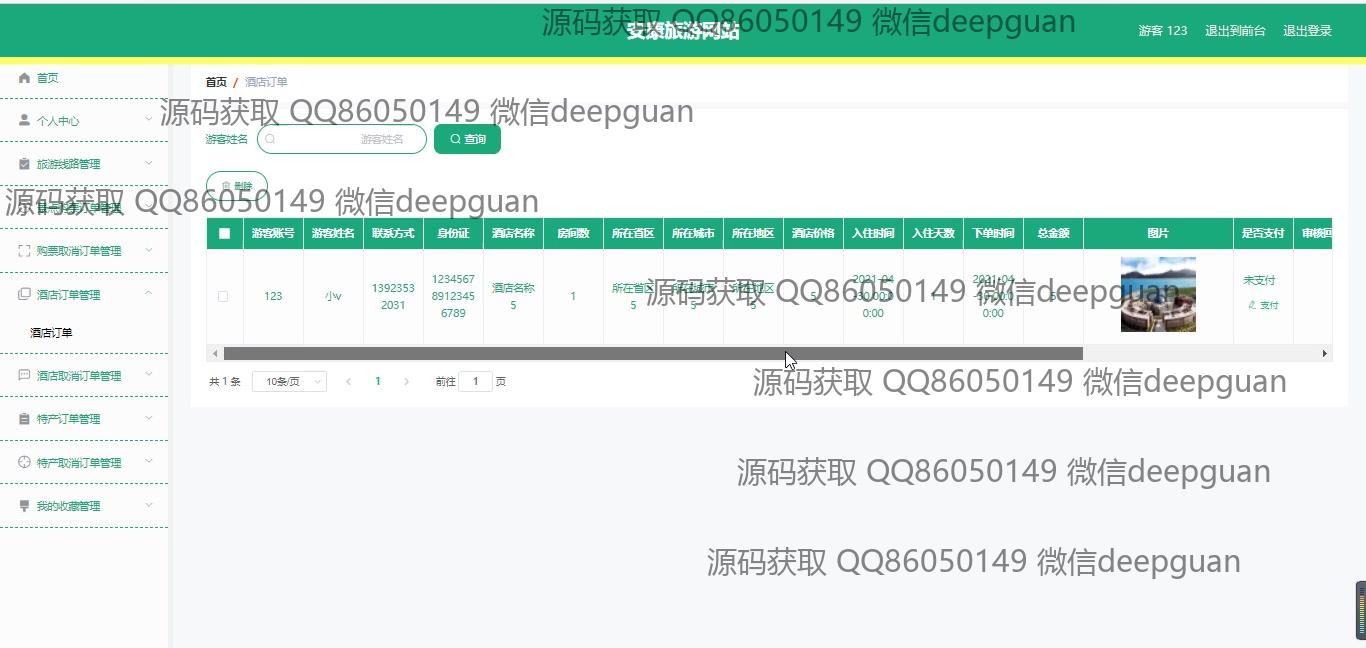 安泰旅游网站
源码获取 QQ86050149 微信deepguan
游客 123 退出到前台 退出登录
首页
个人中心
旅游线路管理
购票取消订单管理
酒店订单管理
酒店订单
酒店取消订单管理
特产订单管理
特产取消订单管理
我的收藏管理
首页 / 酒店订单
源码获取 QQ86050149 微信deepguan
游客姓名 游客姓名 查询
删除
源码获取 QQ86050149 微信deepguan
游客账号 游客姓名 联系方式 身份证 酒店名称 房间数 所在省区 所在城市 所在地区 酒店价格 入住时间 入住天数 下单时间 总金额 图片 是否支付 审核回
123 小v 1392353 2031 1234567 8912345 6789 酒店名称 5 1 所在省区 5 5 5 2021-04 0:00 2021-04 0:00 未支付 支付
源码获取 QQ86050149 微信deepguan
共 1 条 10条/页 1 前往 1 页
源码获取 QQ86050149 微信deepguan
源码获取 QQ86050149 微信deepguan
源码获取 QQ86050149 微信deepguan